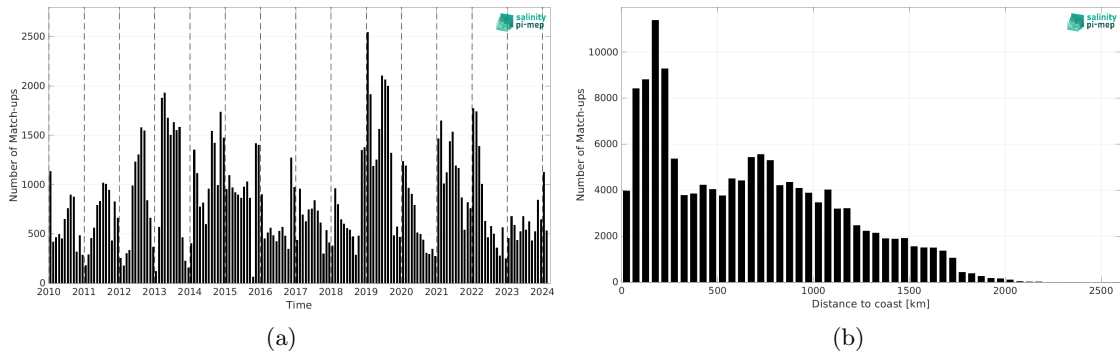 salinity
pi-mep
Number of Match-ups
2500
2000
1500
1000
500
0
2010 2011 2012 2013 2014 2015 2016 2017 2018 2019 2020 2021 2022 2023 2024
Time
(a)
salinity
pi-mep
Number of Match-ups
10000
8000
6000
4000
2000
0
0 500 1000 1500 2000 2500
Distance to coast [km]
(b)